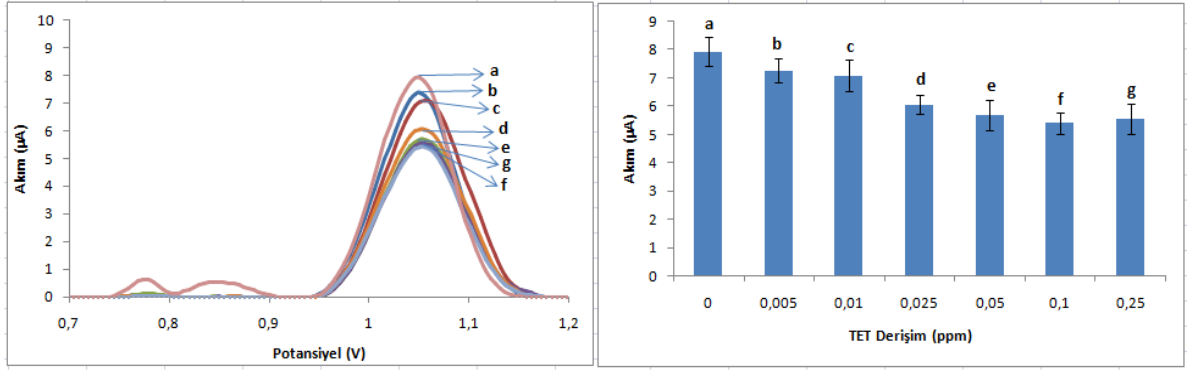 10
9
8
7
6
5
4
3
2
1
0
Akım (µA)
a
b
c
d
e
g
f
0,7 0,8 0,9 1 1,1 1,2
Potansiyel (V)
9
8
7
6
5
4
3
2
1
0
Akım (µA)
a b c d e f g
0 0,005 0,01 0,025 0,05 0,1 0,25
TET Derişim (ppm)